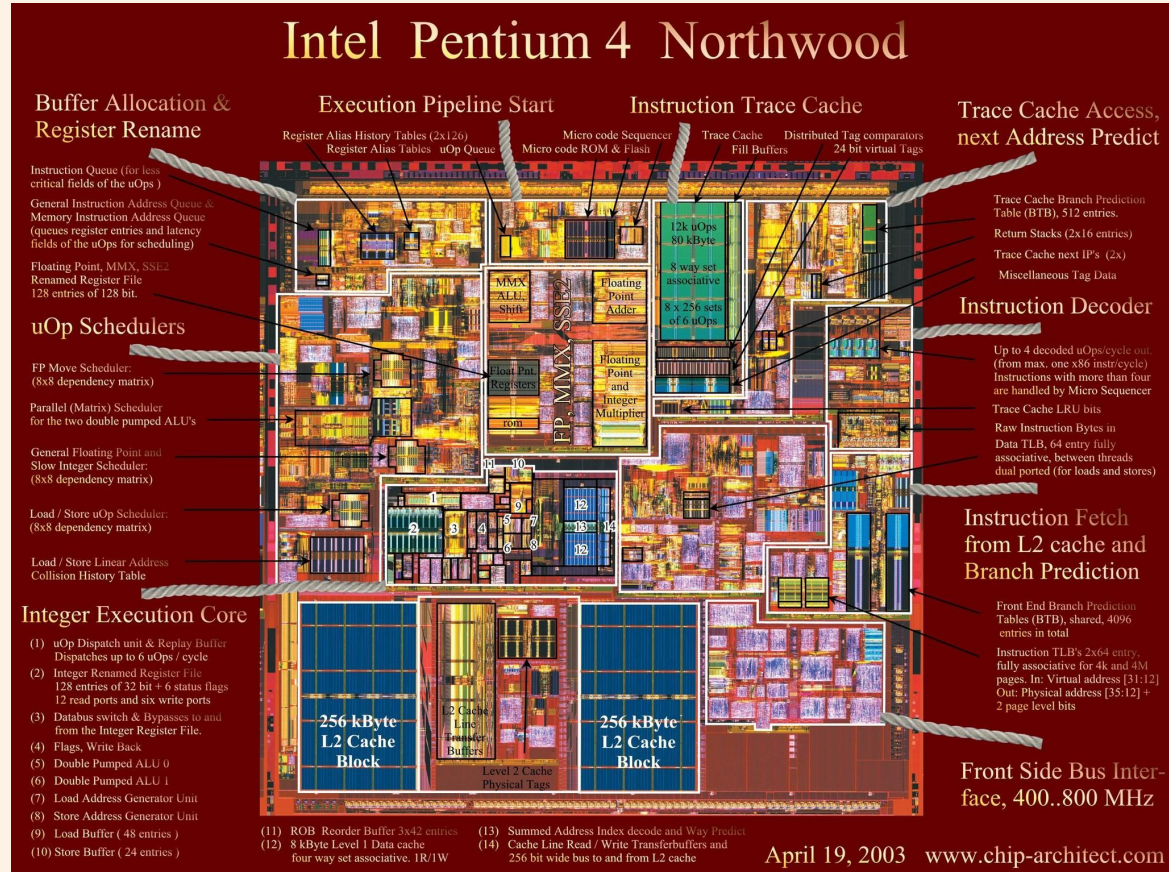 Intel Pentium 4 Northwood
Buffer Allocation &
Register Rename
Instruction Queue (for less
critical fields of the uOps )
General Instruction Address Queue &
Memory Instruction Address Queue
(queues register entries and latency
fields of the uOps for scheduling)
Floating Point, MMX, SSE2
Renamed Register File
128 entries of 128 bit.
uOp Schedulers
FP Move Scheduler:
(8x8 dependency matrix)
Parallel (Matrix) Scheduler
for the two double pumped ALU's
General Floating Point and
Slow Integer Scheduler:
(8x8 dependency matrix)
Load / Store uOp Scheduler:
(8x8 dependency matrix)
Load / Store Linear Address
Collision History Table
Integer Execution Core
(1) uOp Dispatch unit & Replay Buffer
Dispatches up to 6 uOps / cycle
(2) Integer Renamed Register File
128 entries of 32 bit + 6 status flags
12 read ports and six write ports
(3) Databus switch & Bypasses to and
from the Integer Register File.
(4) Flags, Write Back
(5) Double Pumped ALU 0
(6) Double Pumped ALU 1
(7) Load Address Generator Unit
(8) Store Address Generator Unit
(9) Load Buffer ( 48 entries )
(10) Store Buffer ( 24 entries )
Execution Pipeline Start
Register Alias History Tables (2x126)
Register Alias Tables uOp Queue
Micro code Sequencer
Micro code ROM & Flash
Instruction Trace Cache
Trace Cache
Fill Buffers
Distributed Tag comparators
24 bit virtual Tags
12k uOps
80 kByte
8 way set
associative
8 x 256 sets
of 6 uOps
MMX
ALU,
Shift
FP, MMX, SSE2
Floating
Point
Adder
Float Pnt.
Registers
rom
Floating
Point
and
Integer
Multiplier
11
10
1
2
3
4
5
6
7
8
9
12
13
12
14
256 kByte
L2 Cache
Block
L2 Cache
Line
Transfer
Buffers
Level 2 Cache
Physical Tags
256 kByte
L2 Cache
Block
Trace Cache Access,
next Address Predict
Trace Cache Branch Prediction
Table (BTB), 512 entries.
Return Stacks (2x16 entries)
Trace Cache next IP's (2x)
Miscellaneous Tag Data
Instruction Decoder
Up to 4 decoded uOps/cycle out.
(from max. one x86 instr/cycle)
Instructions with more than four
are handled by Micro Sequencer
Trace Cache LRU bits
Raw Instruction Bytes in
Data TLB, 64 entry fully
associative, between threads
dual ported (for loads and stores)
Instruction Fetch
from L2 cache and
Branch Prediction
Front End Branch Prediction
Tables (BTB), shared, 4096
entries in total
Instruction TLB's 2x64 entry,
fully associative for 4k and 4M
pages. In: Virtual address [31:12]
Out: Physical address [35:12] +
2 page level bits
Front Side Bus Inter-
face, 400..800 MHz
(11) ROB Reorder Buffer 3x42 entries
(12) 8 kByte Level 1 Data cache
four way set associative. 1R/1W
(13) Summed Address Index decode and Way Predict
(14) Cache Line Read / Write Transferbuffers and
256 bit wide bus to and from L2 cache
April 19, 2003 www.chip-architect.com